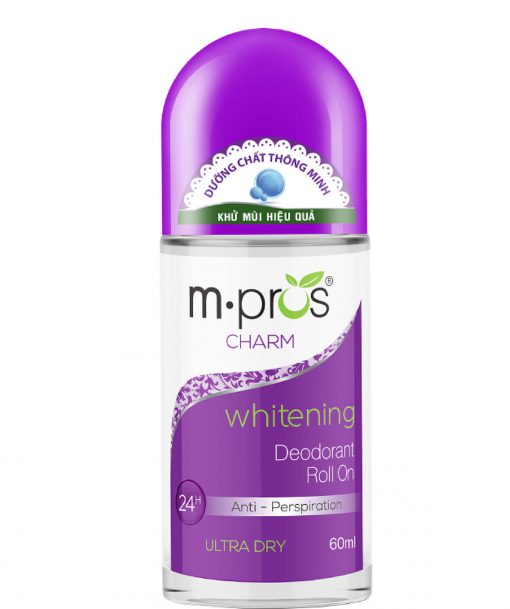 DƯỠNG CHẤT THÔNG MINH
KHỬ MÙI HIỆU QUẢ
m•pros®
CHARM
whitening
Deodorant
Roll On
24H
Anti - Perspiration
ULTRA DRY
60ml